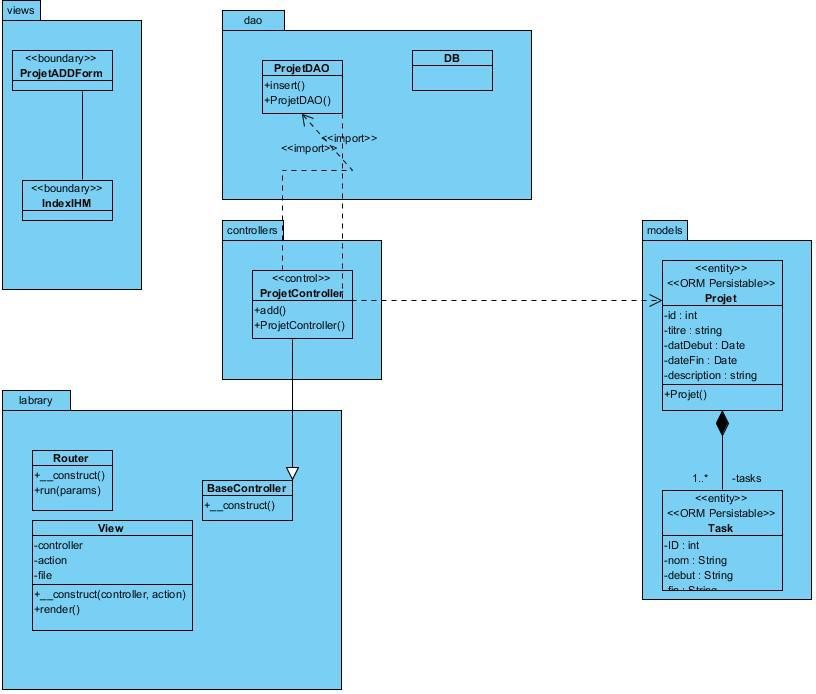 views
<<boundary>>
ProjetADDForm
<<boundary>>
IndexIHM
dao
ProjetDAO
+insert()
+ProjetDAO()
DB
<<import>>
<<import>>
controllers
<<control>>
ProjetController
+add()
+ProjetController()
models
<<entity>>
<<ORM Persistable>>
Projet
-id : int
-titre : string
-datDebut : Date
-dateFin : Date
-description : string
+Projet()
1..* -tasks
<<entity>>
<<ORM Persistable>>
Task
-ID : int
-nom : String
-debut : String
-fin : String
labrary
Router
+__construct()
+run(params)
BaseController
+__construct()
View
-controller
-action
-file
+__construct(controller, action)
+render()